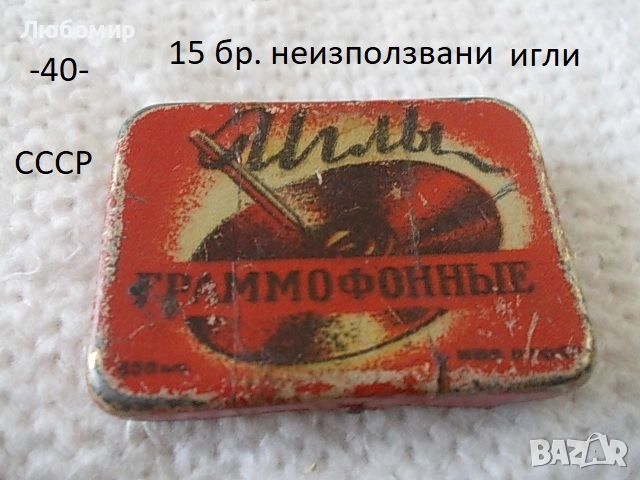 Любомир
-40-
15 бр. неизползвани игли
СССР
Иглы
ГРАММОФОННЫЕ
BAZAR